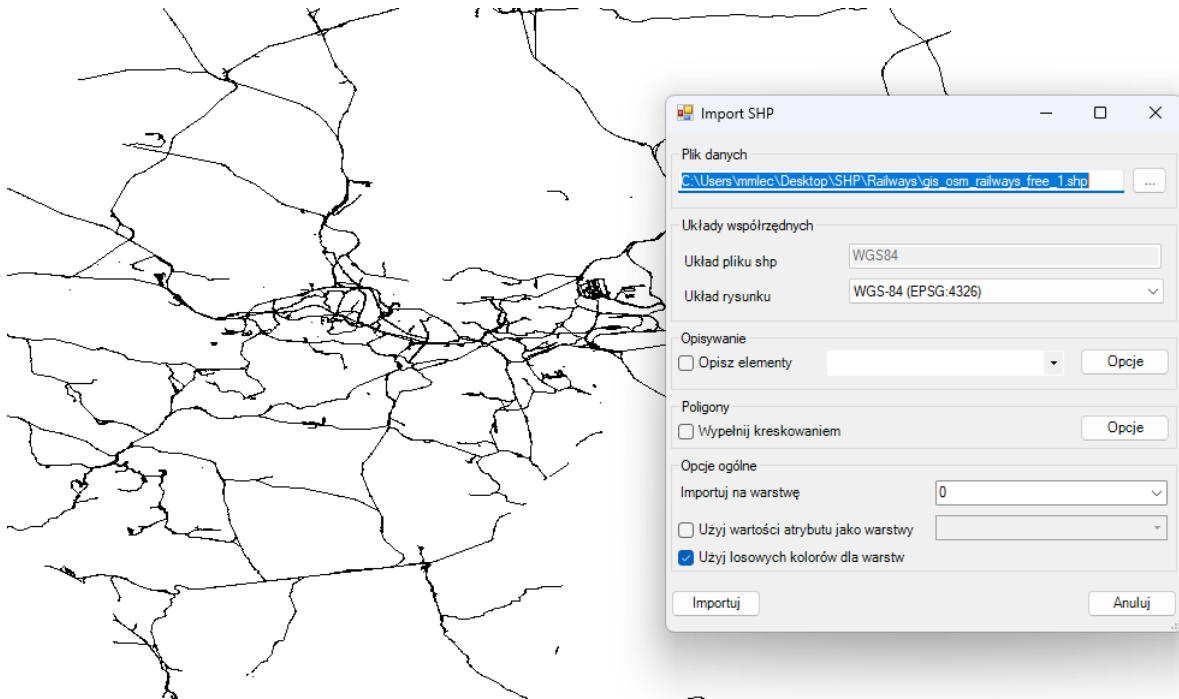 Import SHP
Plik danych
C:\Users\mmlec\Desktop\SHP\Railways\gis_osm_railways_free_1.shp
...
Układy współrzędnych
Układ pliku shp
WGS84
Układ rysunku
WGS-84 (EPSG:4326)
Opisywanie
Opisz elementy
Opcje
Poligony
Wypełnij kreskowaniem
Opcje
Opcje ogólne
Importuj na warstwę
0
Użyj wartości atrybutu jako warstwy
Użyj losowych kolorów dla warstw
Importuj
Anuluj